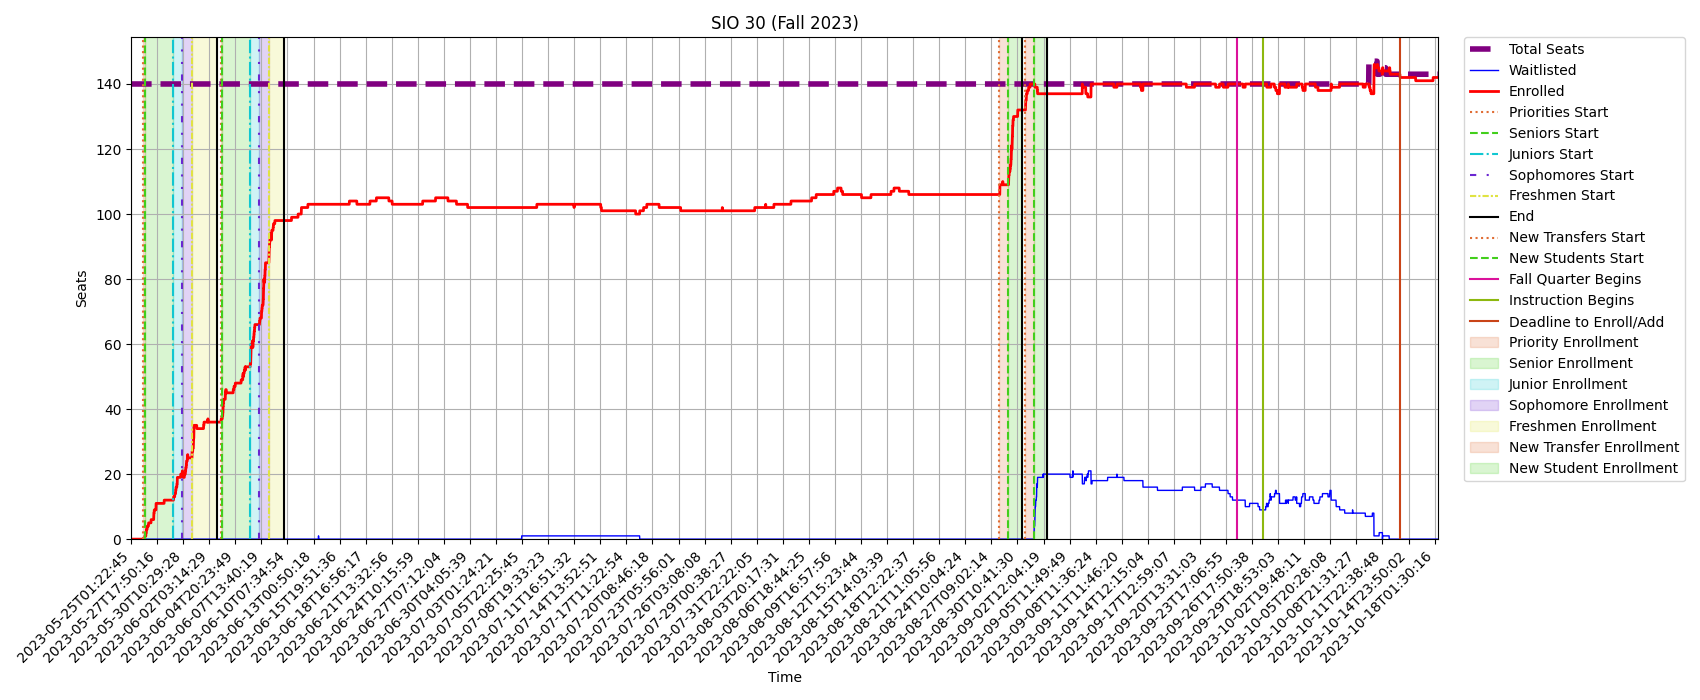 SIO 30 (Fall 2023)
Seats
0
20
40
60
80
100
120
140
2023-05-25T01:22:45
2023-05-27T17:50:16
2023-05-30T10:29:28
2023-06-02T03:14:29
2023-06-04T20:23:49
2023-06-07T13:40:19
2023-06-10T07:34:54
2023-06-13T00:50:18
2023-06-15T19:51:36
2023-06-18T16:56:17
2023-06-21T13:32:56
2023-06-24T10:15:59
2023-06-27T07:12:04
2023-06-30T04:05:39
2023-07-03T01:24:21
2023-07-05T22:25:45
2023-07-08T19:33:23
2023-07-11T16:51:32
2023-07-14T13:52:51
2023-07-17T11:22:54
2023-07-20T08:46:18
2023-07-23T05:56:01
2023-07-26T03:08:08
2023-07-29T00:38:27
2023-07-31T22:22:05
2023-08-03T20:17:31
2023-08-06T18:44:25
2023-08-09T16:57:56
2023-08-12T15:23:44
2023-08-15T14:03:39
2023-08-18T12:22:37
2023-08-21T11:05:56
2023-08-24T10:04:24
2023-08-27T09:02:14
2023-08-30T10:41:30
2023-09-02T12:04:19
2023-09-05T11:49:49
2023-09-08T11:36:24
2023-09-11T11:46:20
2023-09-14T12:15:04
2023-09-17T12:59:07
2023-09-20T13:31:03
2023-09-23T17:06:55
2023-09-26T17:50:38
2023-09-29T18:53:03
2023-10-02T19:48:11
2023-10-05T20:28:08
2023-10-08T21:31:27
2023-10-11T22:38:48
2023-10-14T23:50:02
2023-10-18T01:30:16
Time
Total Seats
Waitlisted
Enrolled
Priorities Start
Seniors Start
Juniors Start
Sophomores Start
Freshmen Start
End
New Transfers Start
New Students Start
Fall Quarter Begins
Instruction Begins
Deadline to Enroll/Add
Priority Enrollment
Senior Enrollment
Junior Enrollment
Sophomore Enrollment
Freshmen Enrollment
New Transfer Enrollment
New Student Enrollment